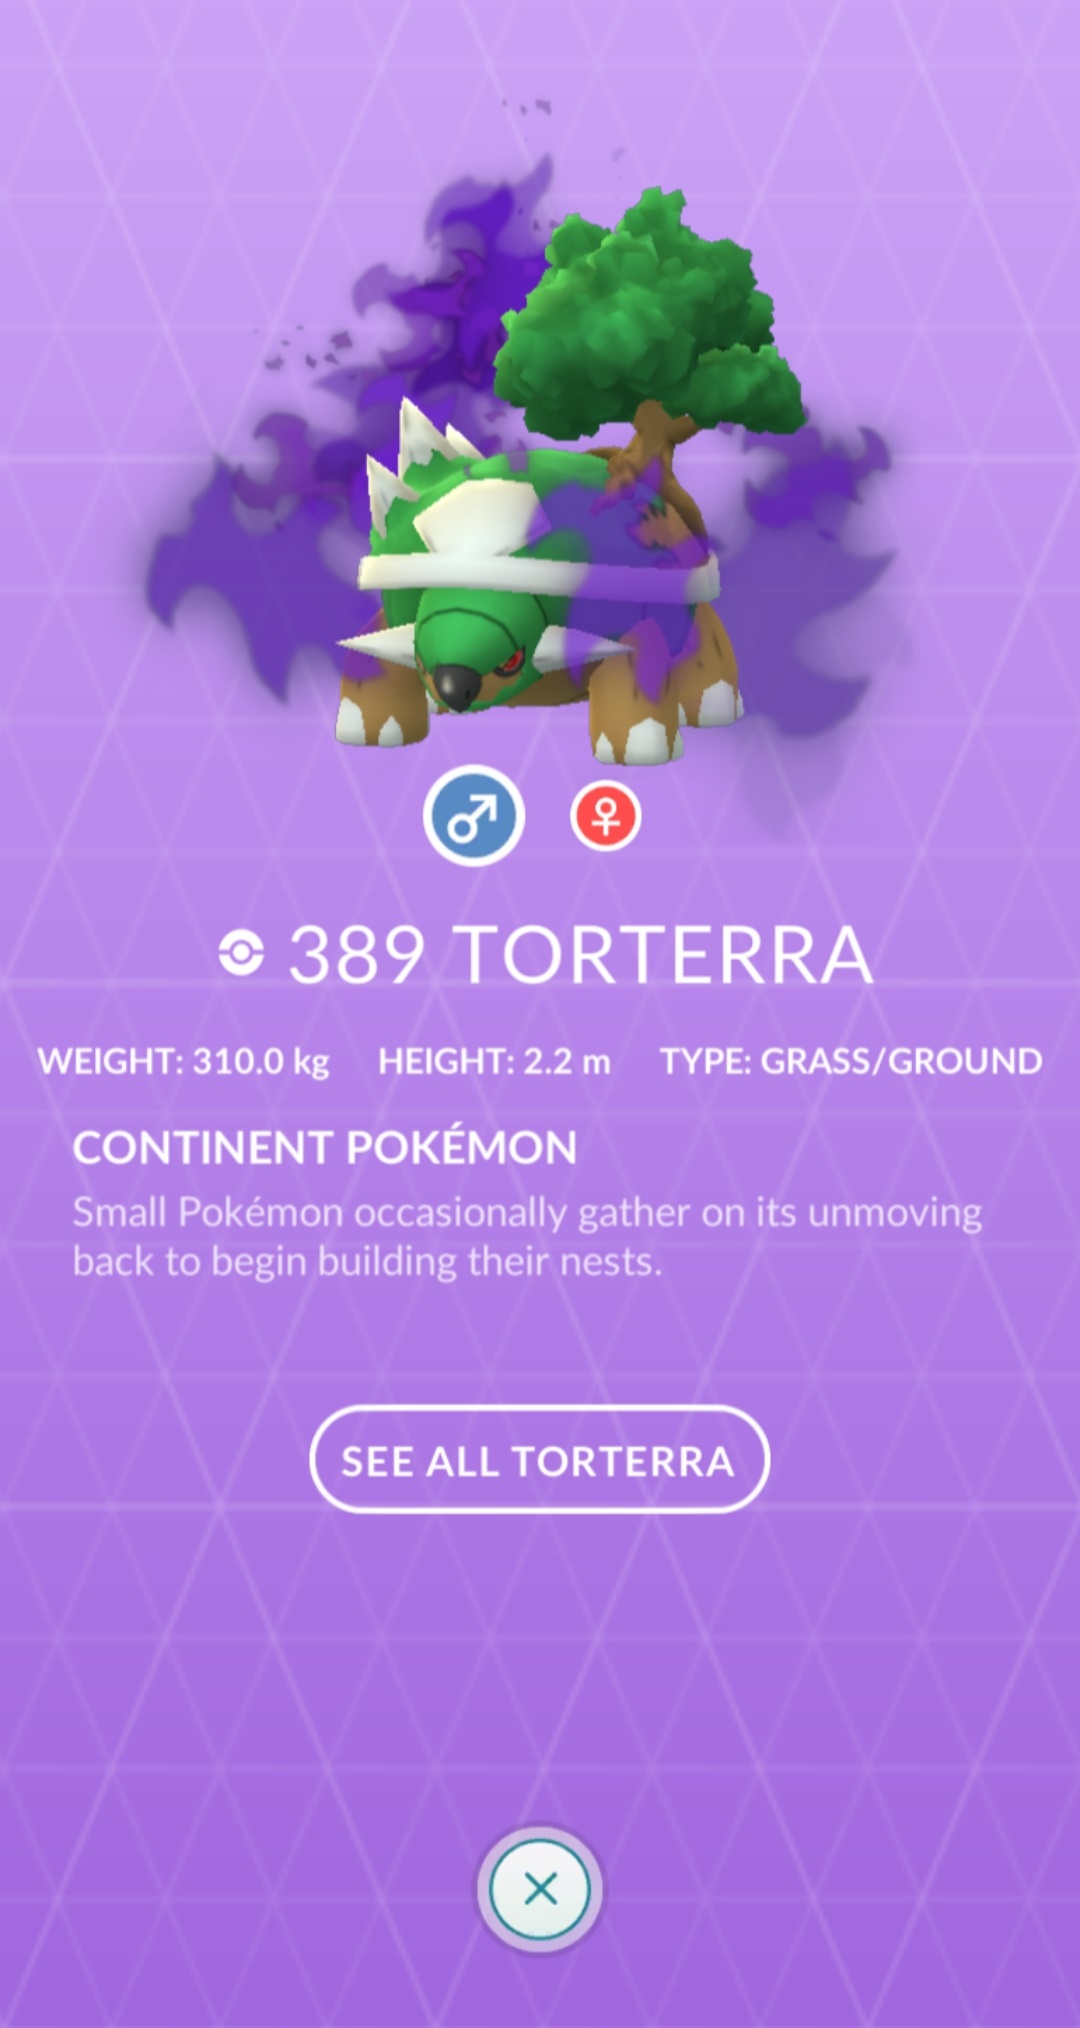 389 TORTERRA
WEIGHT: 310.0 kg HEIGHT: 2.2 m TYPE: GRASS/GROUND
CONTINENT POKÉMON
Small Pokémon occasionally gather on its unmoving
back to begin building their nests.
SEE ALL TORTERRA